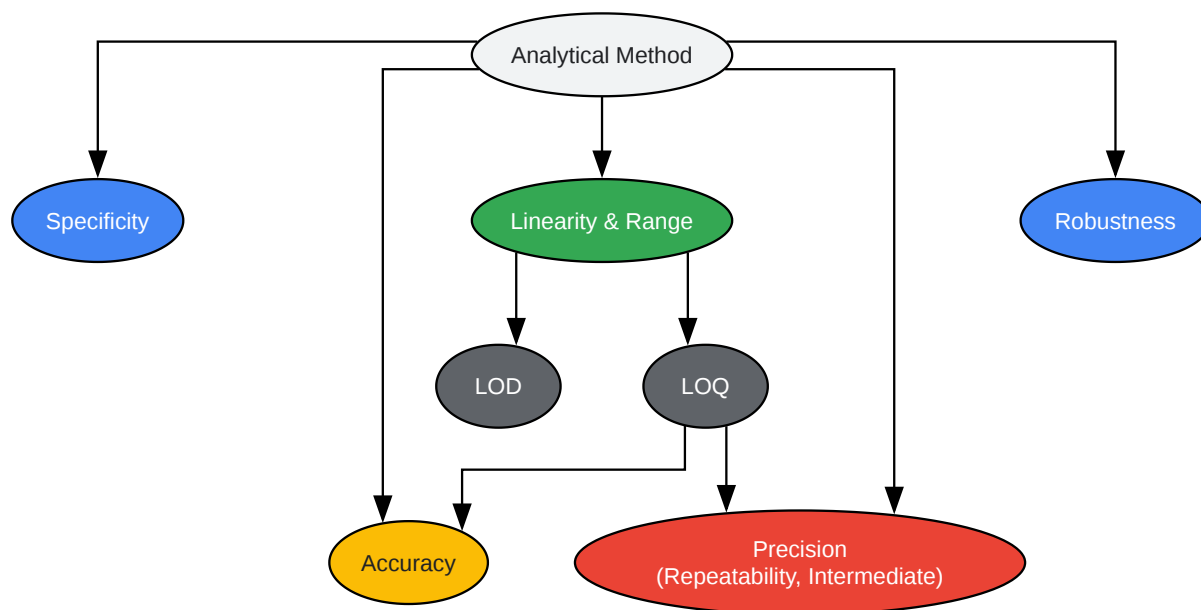 Analytical Method
Specificity
Linearity & Range
Robustness
LOD
LOQ
Accuracy
Precision
(Repeatability, Intermediate)